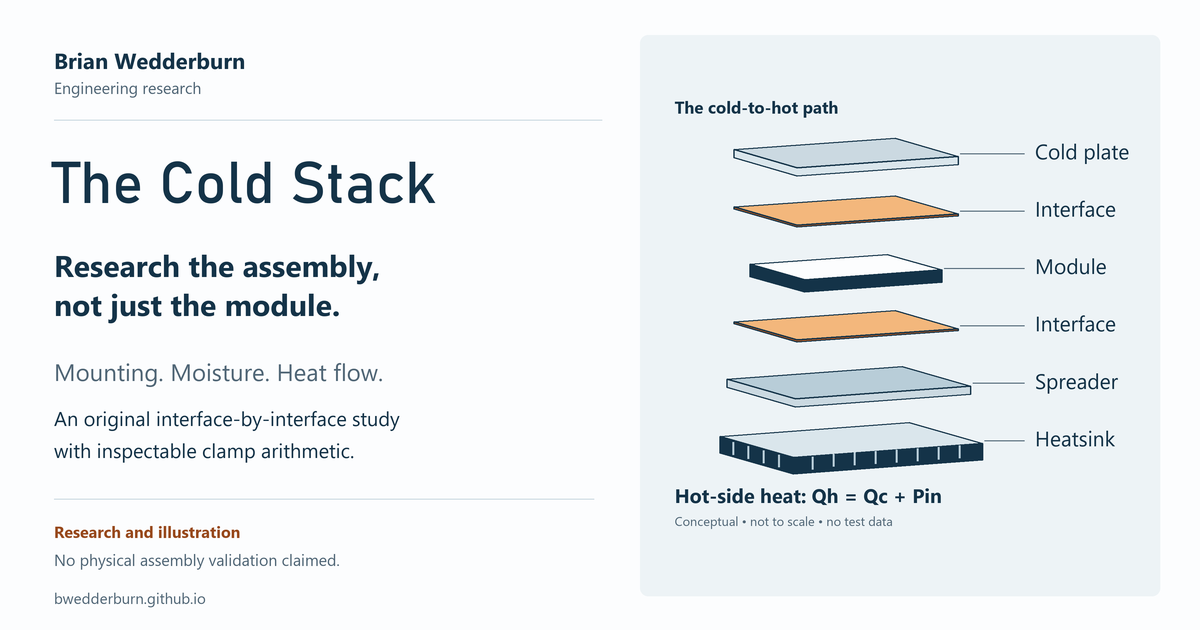 Brian Wedderburn
Engineering research
The Cold Stack
Research the assembly,
not just the module.
Mounting. Moisture. Heat flow.
An original interface-by-interface study
with inspectable clamp arithmetic.
Research and illustration
No physical assembly validation claimed.
bwedderburn.github.io
The cold-to-hot path
Cold plate
Interface
Module
Interface
Spreader
Heatsink
Hot-side heat: Qh = Qc + Pin
Conceptual • not to scale • no test data